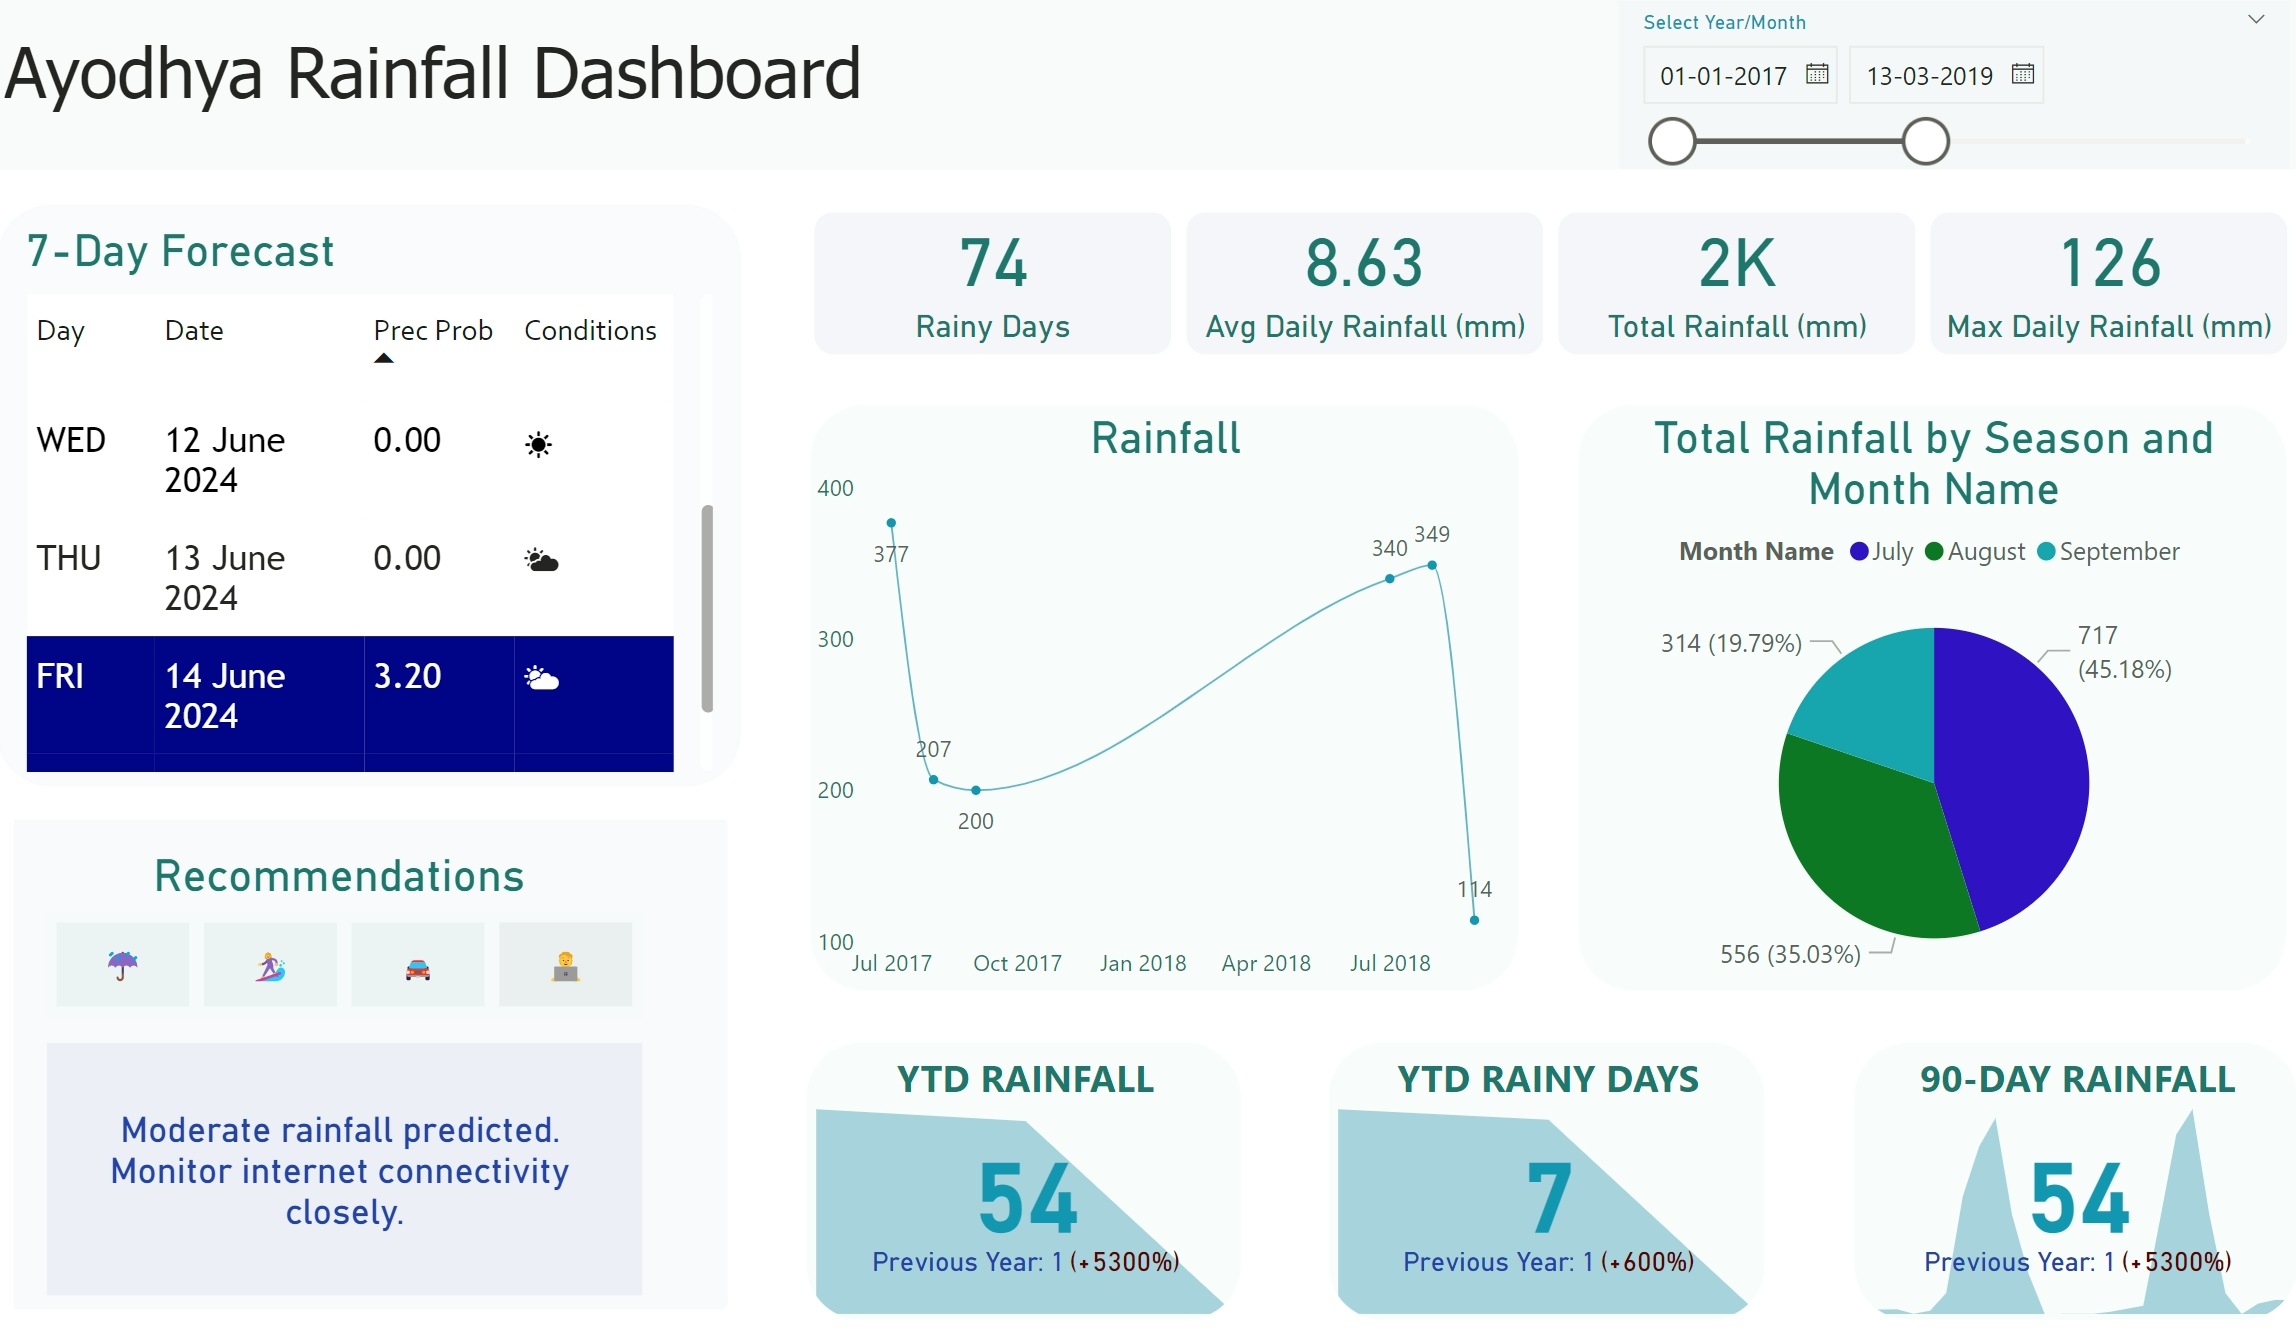 Ayodhya Rainfall Dashboard
Select Year/Month
01-01-2017
13-03-2019
7-Day Forecast
Day Date Prec Prob Conditions
WED 12 June 0.00
2024
THU 13 June 0.00
2024
FRI 14 June 3.20
2024
Recommendations
Moderate rainfall predicted.
Monitor internet connectivity
closely.
74
Rainy Days
8.63
Avg Daily Rainfall (mm)
2K
Total Rainfall (mm)
126
Max Daily Rainfall (mm)
Rainfall
400
300
200
100
377
207
200
340
349
114
Jul 2017 Oct 2017 Jan 2018 Apr 2018 Jul 2018
Total Rainfall by Season and
Month Name
Month Name July August September
314 (19.79%)
717
(45.18%)
556 (35.03%)
YTD RAINFALL
54
Previous Year: 1 (+5300%)
YTD RAINY DAYS
7
Previous Year: 1 (+600%)
90-DAY RAINFALL
54
Previous Year: 1 (+5300%)